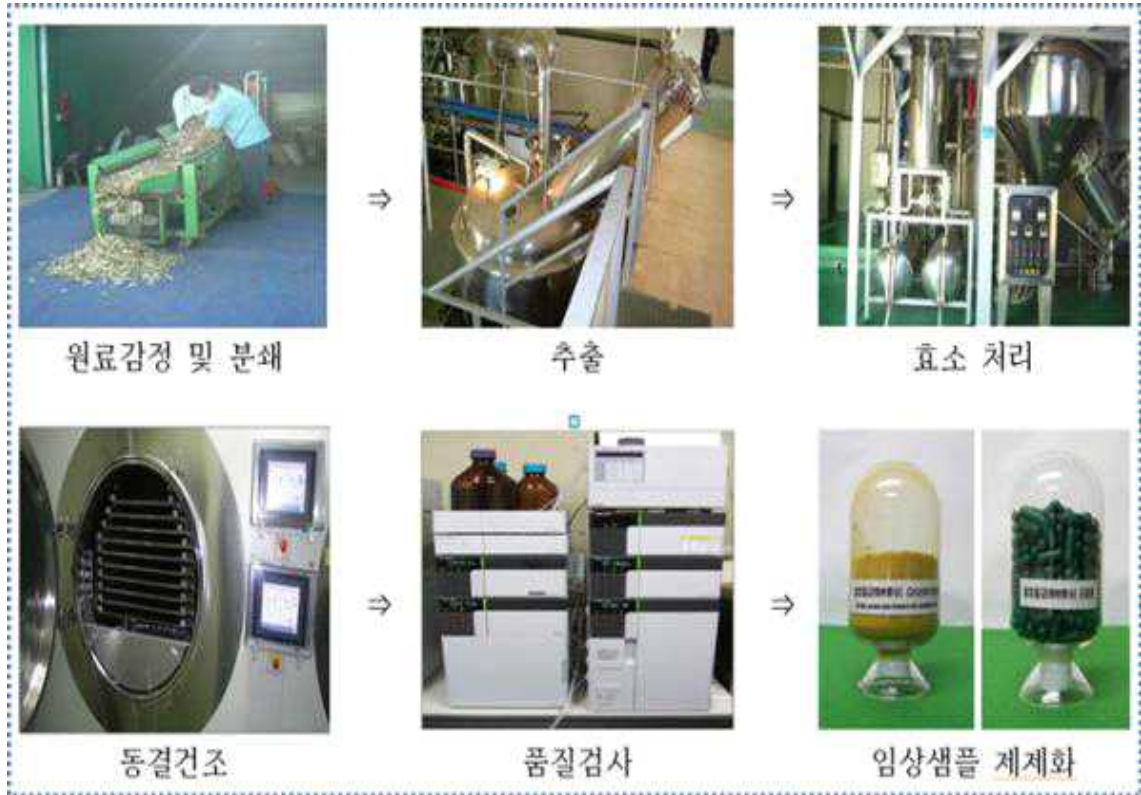 ⇒
⇒
원료감정 및 분쇄
추출
효소 처리
⇒
⇒
동결건조
품질검사
임상샘플 제제화